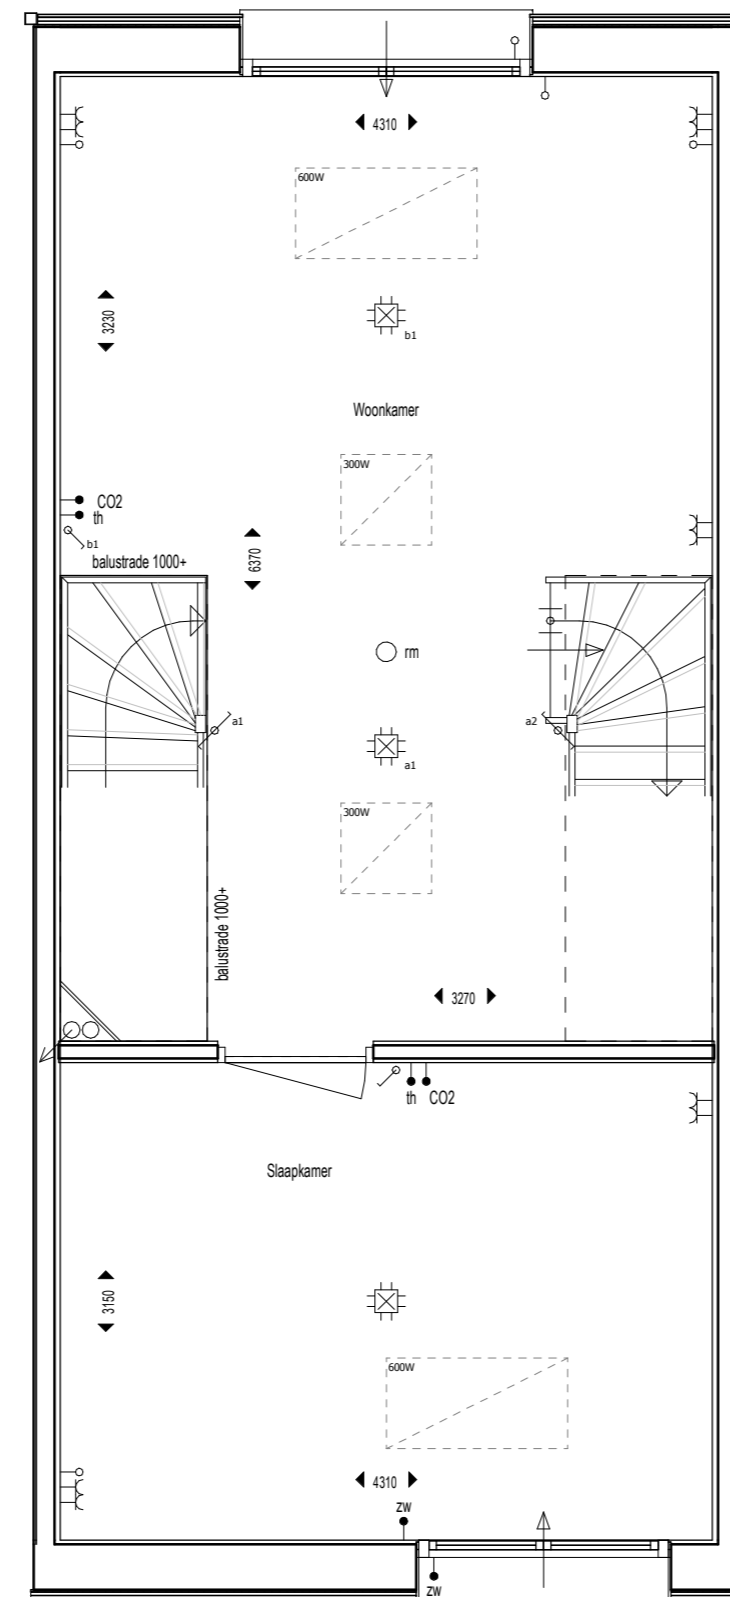 4310
600W
3230
b1
Woonkamer
300W
CO2
th
b1
6370
balustrade 1000+
rm
a1
a2
a1
300W
balustrade 1000+
3270
th CO2
Slaapkamer
3150
600W
4310
zw
zw